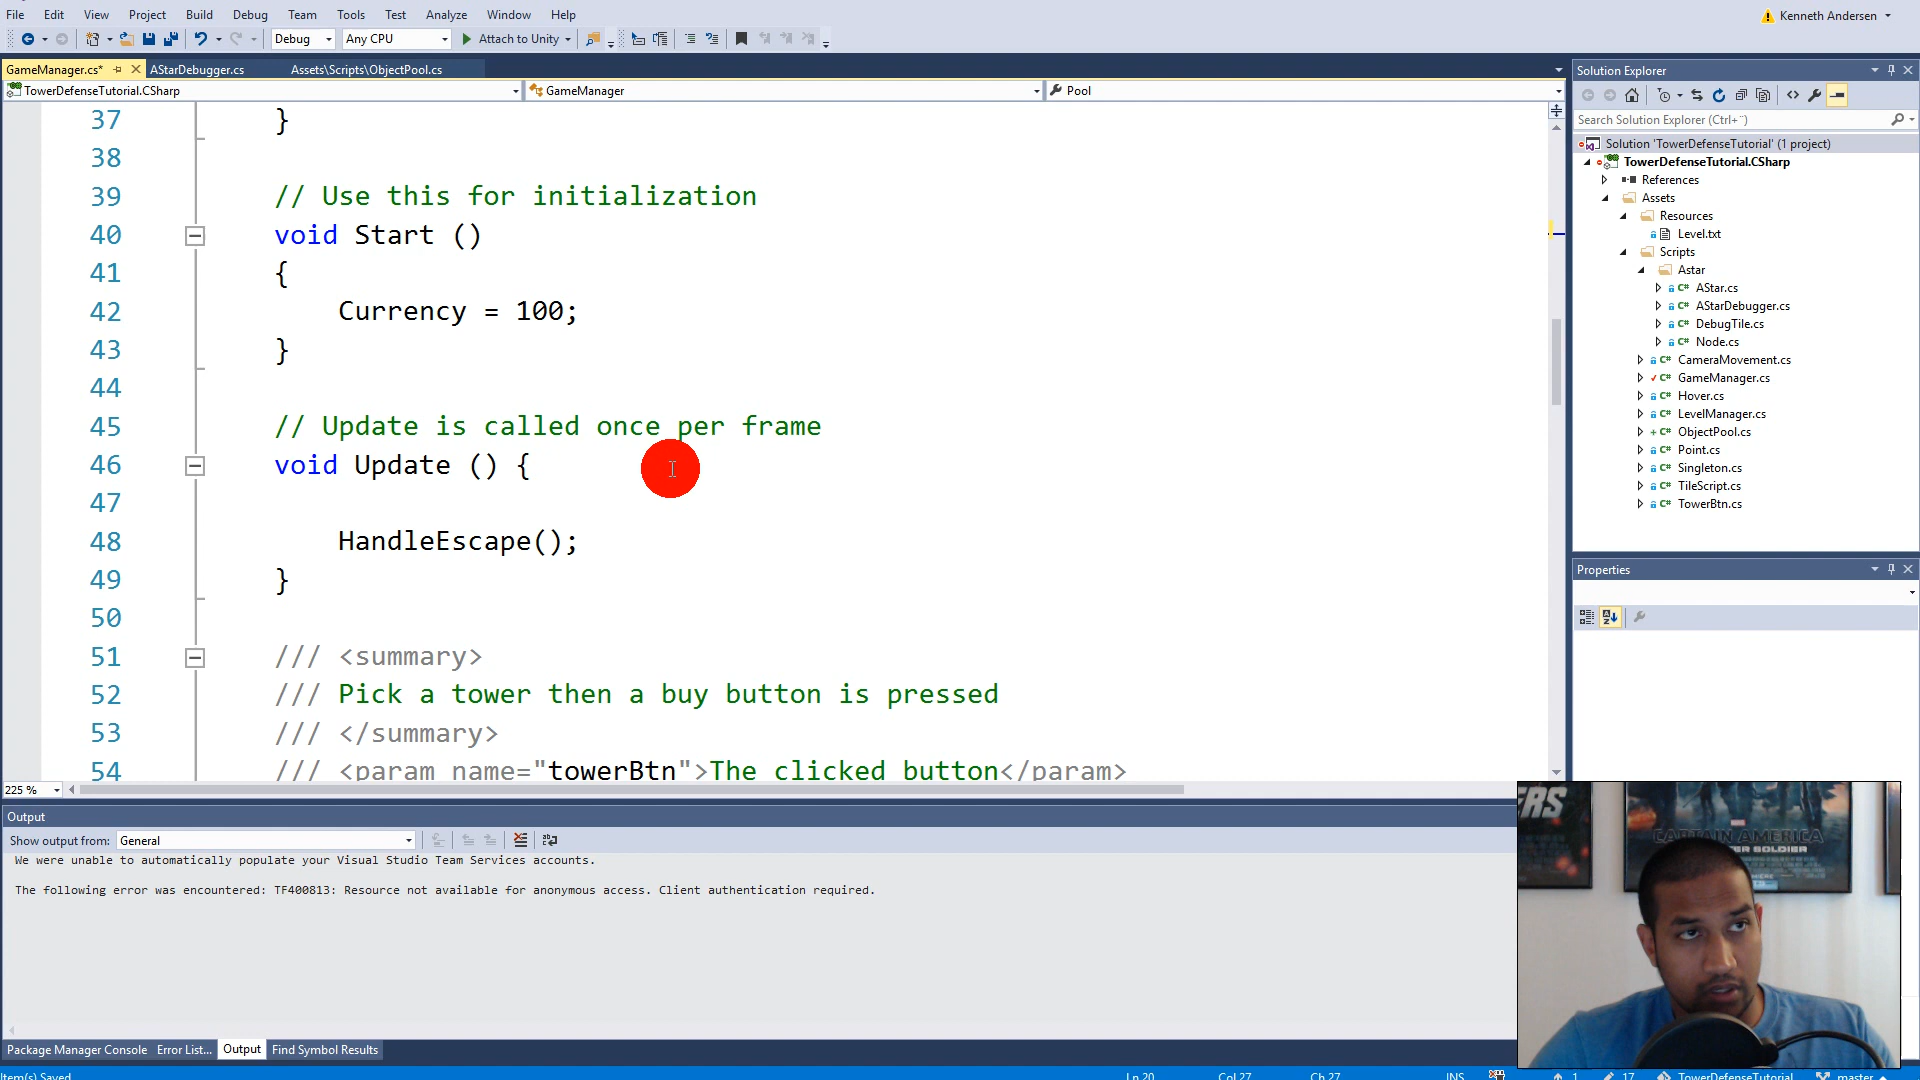 File Edit View Project Build Debug Team Tools Test Analyze Window Help Kenneth Andersen
Debug Any CPU Attach to Unity
GameManager.cs* AStarDebugger.cs Assets\Scripts\ObjectPool.cs
TowerDefenseTutorial.CSharp GameManager Pool
37 }
38
39 // Use this for initialization
40 void Start ()
41 {
42 Currency = 100;
43 }
44
45 // Update is called once per frame
46 void Update () {
47
48 HandleEscape();
49 }
50
51 /// <summary>
52 /// Pick a tower then a buy button is pressed
53 /// </summary>
54 /// <param name="towerBtn">The clicked button</param>
225 %
Solution Explorer
Search Solution Explorer (Ctrl+¨)
Solution 'TowerDefenseTutorial' (1 project)
TowerDefenseTutorial.CSharp
References
Assets
Resources
Level.txt
Scripts
Astar
C# AStar.cs
C# AStarDebugger.cs
C# DebugTile.cs
C# Node.cs
C# CameraMovement.cs
C# GameManager.cs
C# Hover.cs
C# LevelManager.cs
C# ObjectPool.cs
C# Point.cs
C# Singleton.cs
C# TileScript.cs
C# TowerBtn.cs
Properties
Output
Show output from: General
We were unable to automatically populate your Visual Studio Team Services accounts.
The following error was encountered: TF400813: Resource not available for anonymous access. Client authentication required.
Package Manager Console Error List... Output Find Symbol Results
Item(s) Saved Ln 20 Col 27 Ch 27 INS 1 17 TowerDefenseTutorial master
ERS
CAPTAIN AMERICA
ER SOLDIER